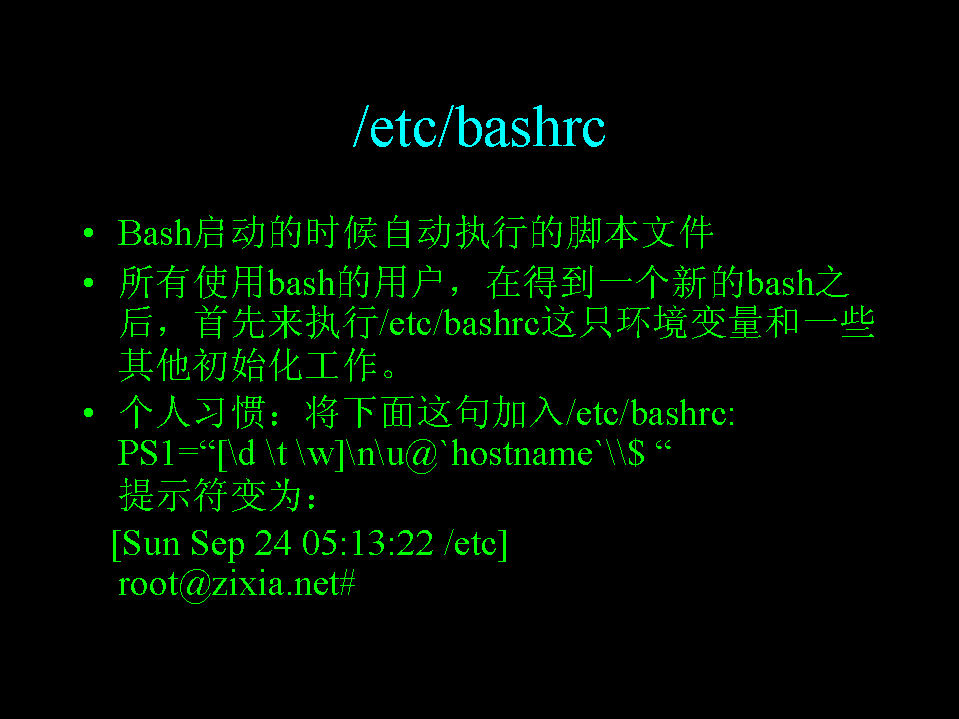 /etc/bashrc
• Bash启动的时候自动执行的脚本文件
• 所有使用bash的用户，在得到一个新的bash之
后，首先来执行/etc/bashrc这只环境变量和一些
其他初始化工作。
• 个人习惯：将下面这句加入/etc/bashrc:
PS1=“[\d \t \w]\n\u@`hostname`\\$ “
提示符变为：
[Sun Sep 24 05:13:22 /etc]
root@zixia.net#